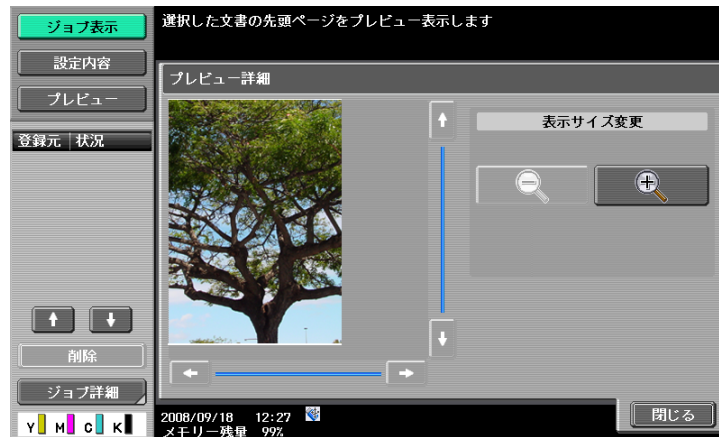 ジョブ表示
設定内容
プレビュー
登録元 状況
削除
ジョブ詳細
Y M C K
選択した文書の先頭ページをプレビュー表示します
プレビュー詳細
表示サイズ変更
2008/09/18 12:27
メモリー残量 99%
閉じる